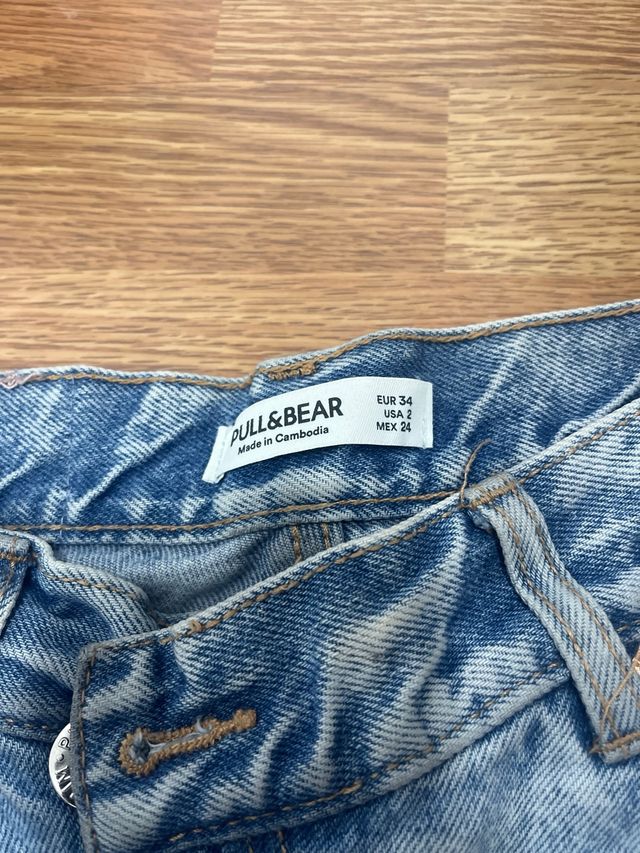 PULL&BEAR
Made in Cambodia
EUR 34
USA 2
MEX 24